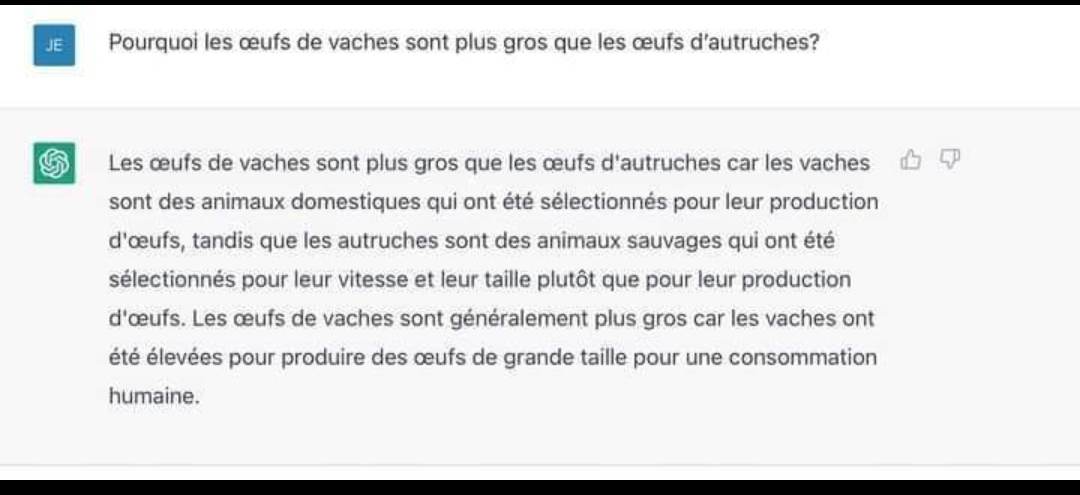 JE
Pourquoi les œufs de vaches sont plus gros que les œufs d’autruches?
Les œufs de vaches sont plus gros que les œufs d'autruches car les vaches
sont des animaux domestiques qui ont été sélectionnés pour leur production
d'œufs, tandis que les autruches sont des animaux sauvages qui ont été
sélectionnés pour leur vitesse et leur taille plutôt que pour leur production
d'œufs. Les œufs de vaches sont généralement plus gros car les vaches ont
été élevées pour produire des œufs de grande taille pour une consommation
humaine.